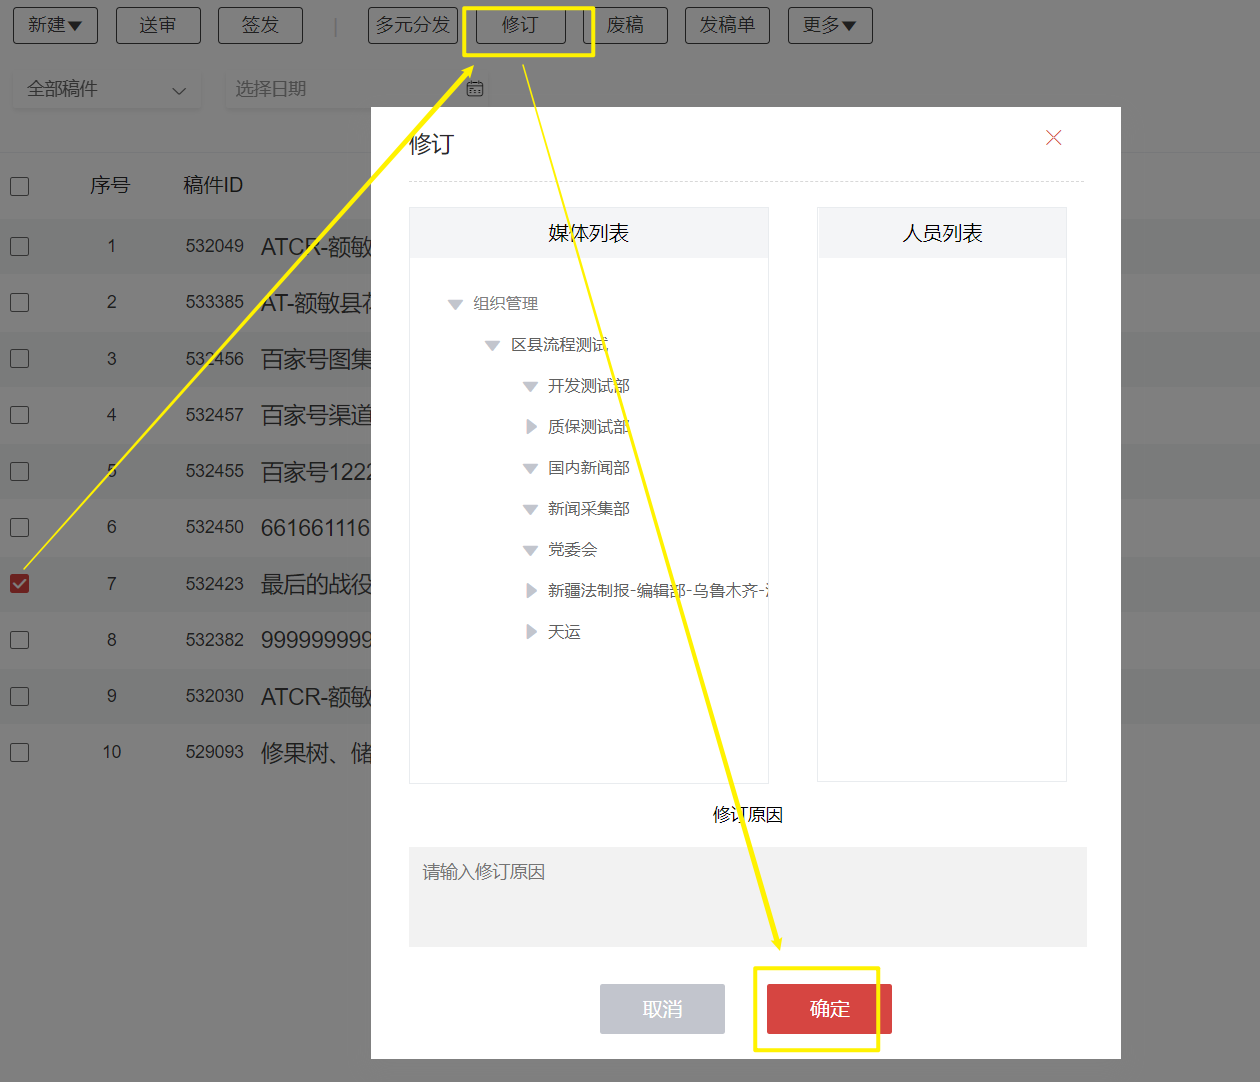 新建 送审 签发 多元分发 修订 废稿 发稿单 更多
全部稿件 选择日期
修订
序号 稿件ID
媒体列表 人员列表
1 532049 ATCR-额敏
2 533385 AT-额敏县
3 532456 百家号图集
4 532457 百家号渠道
5 532455 百家号1222
6 532450 661661116
7 532423 最后的战役
8 532382 999999999
9 532030 ATCR-额敏
10 529093 修果树、储
组织管理
区县流程测试
开发测试部
质保测试部
国内新闻部
新闻采集部
党委会
新疆法制报-编辑部-乌鲁木齐-
天运
修订原因
请输入修订原因
取消 确定